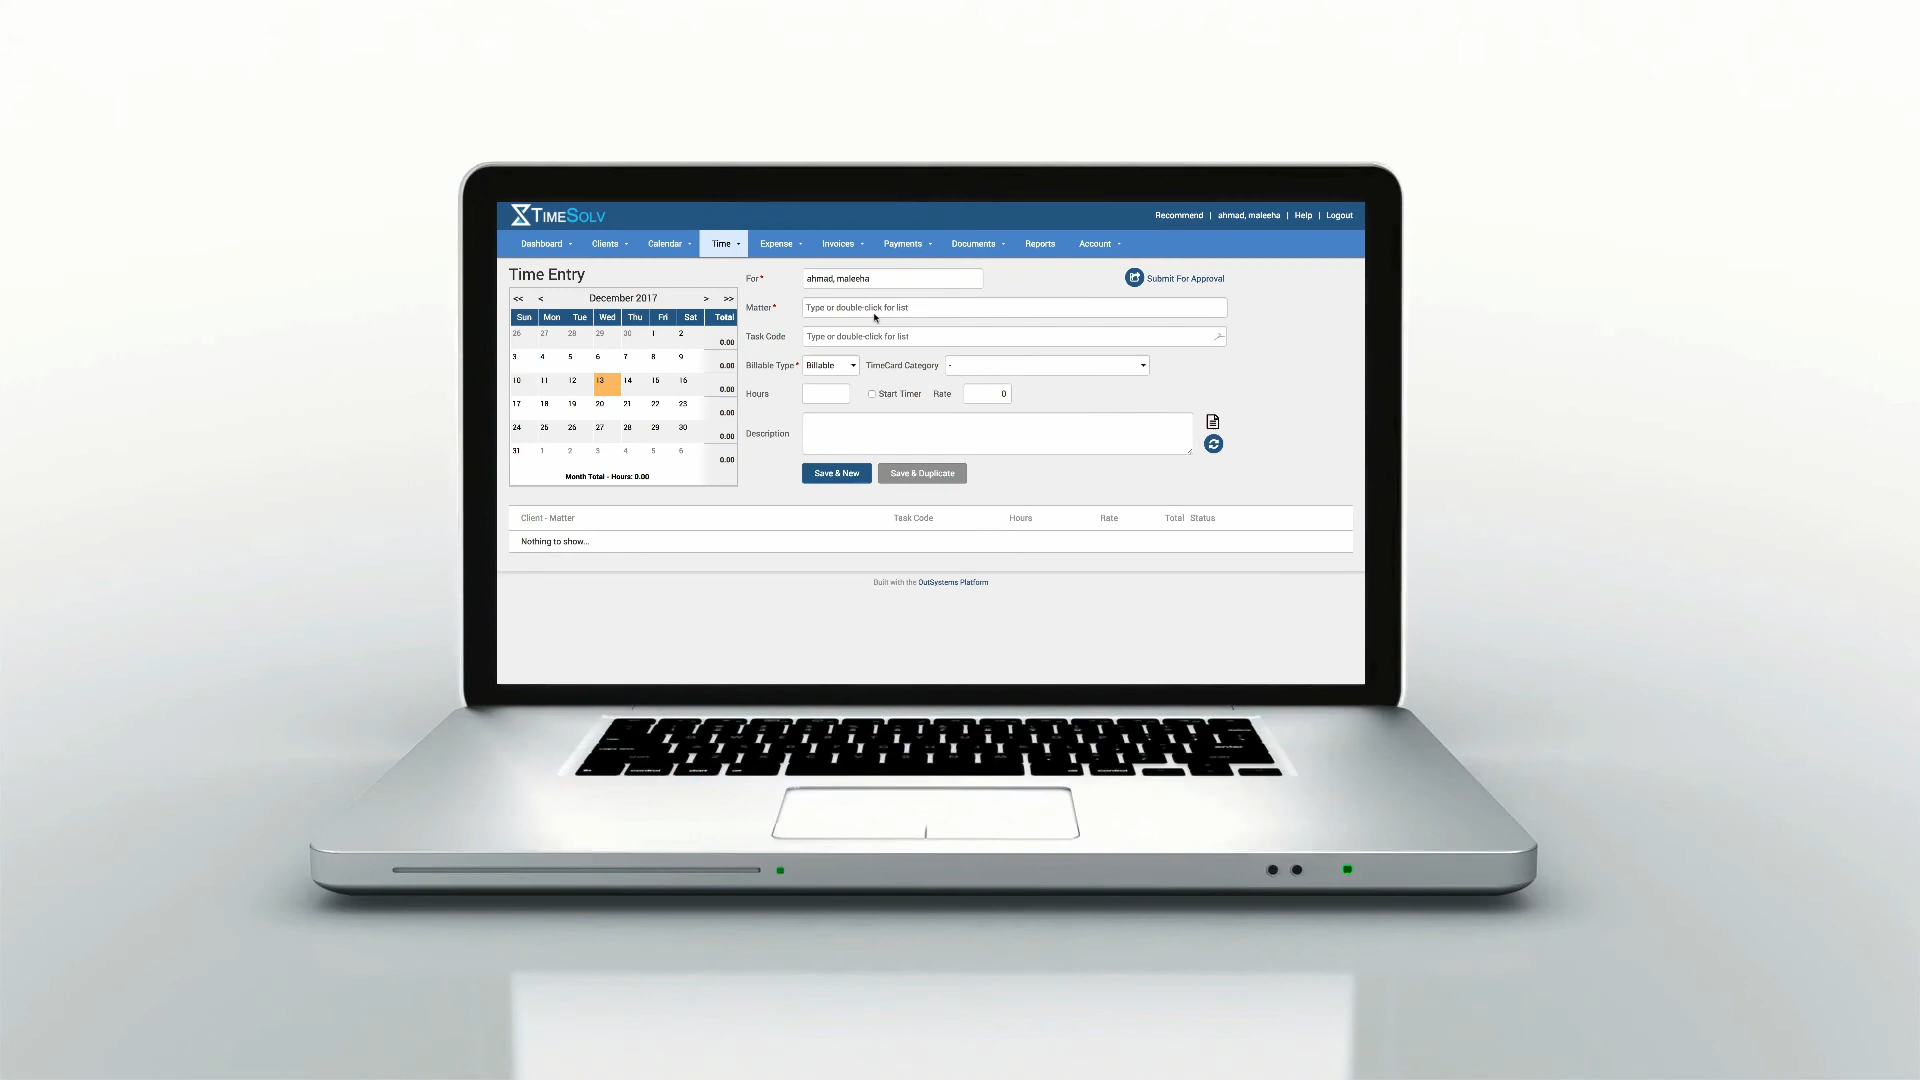 TIMESOLV
Recommend | ahmad, maleeha | Help | Logout
Dashboard Clients Calendar Time Expense Invoices Payments Documents Reports Account
Time Entry
<< < December 2017 > >>
Sun Mon Tue Wed Thu Fri Sat Total
26 27 28 29 30 1 2 0.00
3 4 5 6 7 8 9 0.00
10 11 12 13 14 15 16 0.00
17 18 19 20 21 22 23 0.00
24 25 26 27 28 29 30 0.00
31 1 2 3 4 5 6 0.00
Month Total - Hours: 0.00
For* ahmad, maleeha
Submit For Approval
Matter* Type or double-click for list
Task Code Type or double-click for list
Billable Type* Billable TimeCard Category -
Hours Start Timer Rate 0
Description
Save & New Save & Duplicate
Client - Matter Task Code Hours Rate Total Status
Nothing to show...
Built with the OutSystems Platform